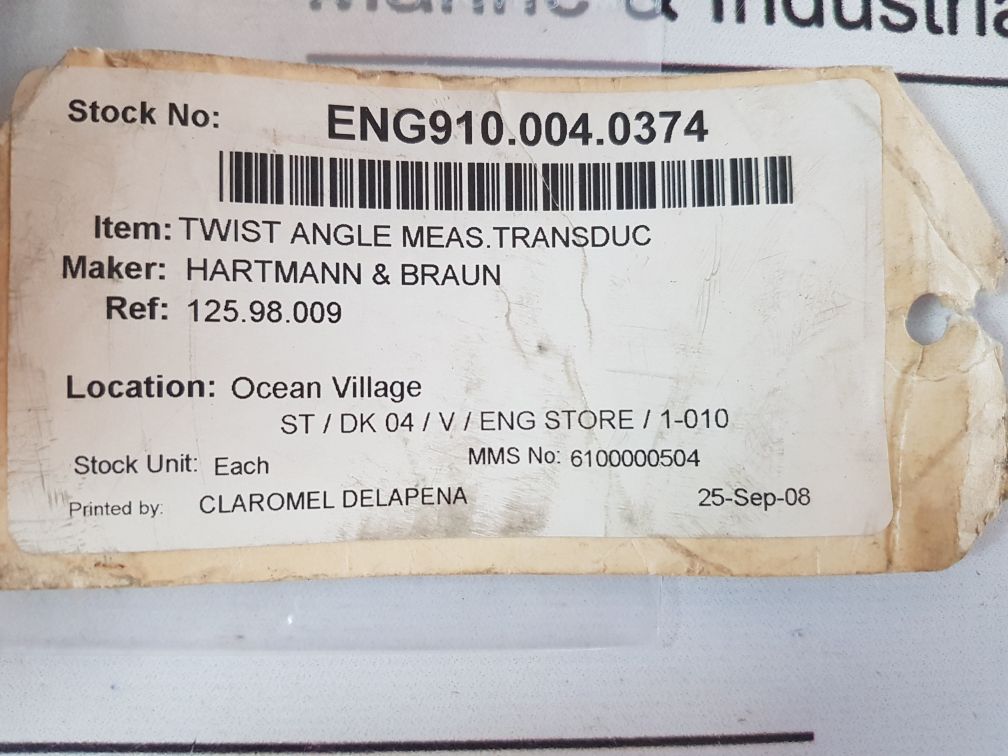 Marine & Industria
Stock No: ENG910.004.0374
Item: TWIST ANGLE MEAS.TRANSDUC
Maker: HARTMANN & BRAUN
Ref: 125.98.009
Location: Ocean Village
ST / DK 04 / V / ENG STORE / 1-010
Stock Unit: Each MMS No: 6100000504
Printed by: CLAROMEL DELAPENA 25-Sep-08